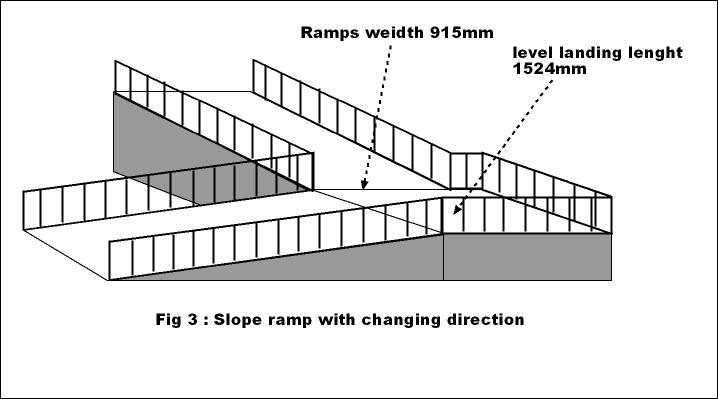 Ramps weidth 915mm
level landing lenght
1524mm
Fig 3 : Slope ramp with changing direction